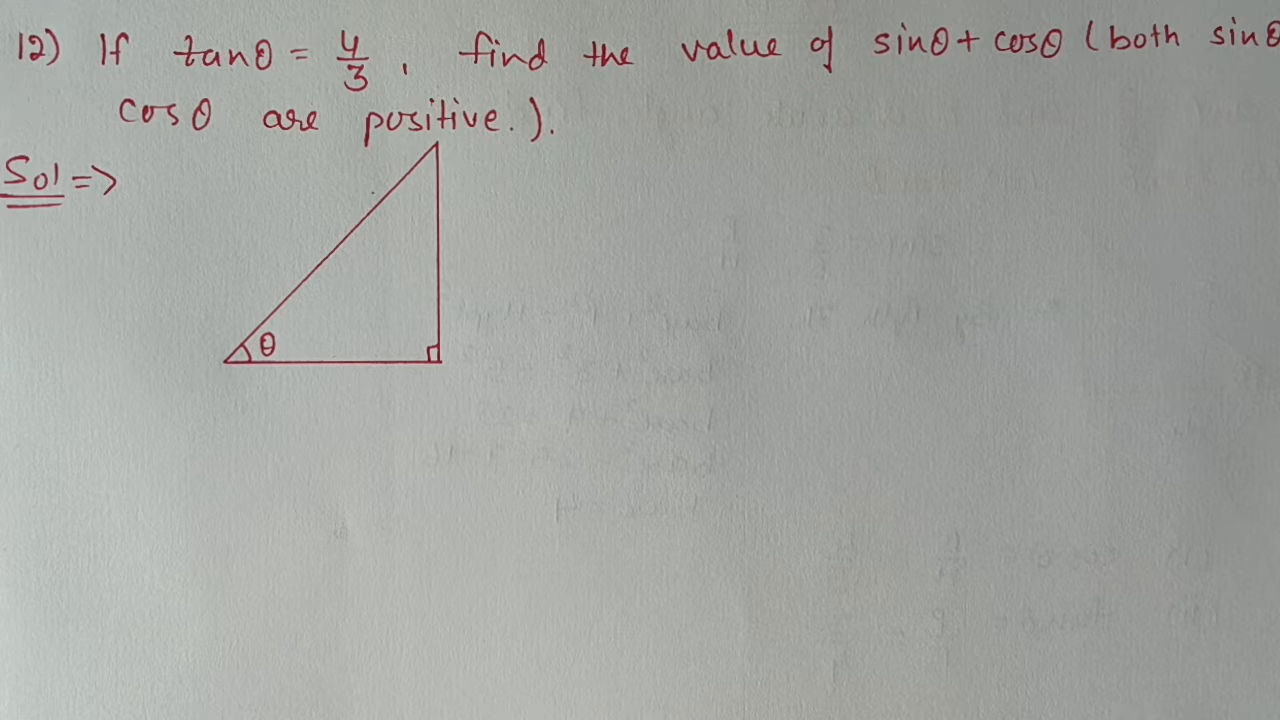 12) If tanθ = 4/3, find the value of sinθ + cosθ (both sinθ
cosθ are positive.).
Sol =>
θ